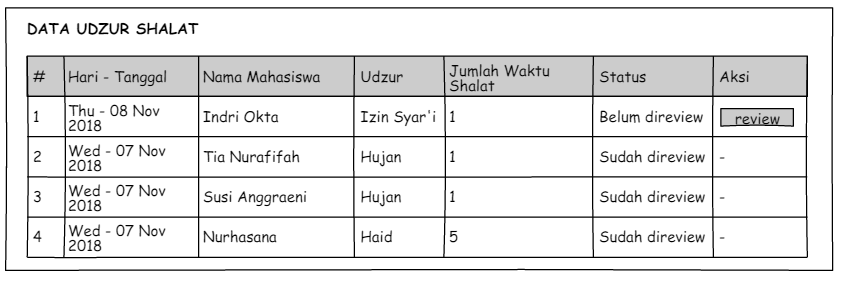 DATA UDZUR SHALAT
# Hari - Tanggal Nama Mahasiswa Udzur Jumlah Waktu Shalat Status Aksi
1 Thu - 08 Nov 2018 Indri Okta Izin Syar'i 1 Belum direview review
2 Wed - 07 Nov 2018 Tia Nurafifah Hujan 1 Sudah direview -
3 Wed - 07 Nov 2018 Susi Anggraeni Hujan 1 Sudah direview -
4 Wed - 07 Nov 2018 Nurhasana Haid 5 Sudah direview -